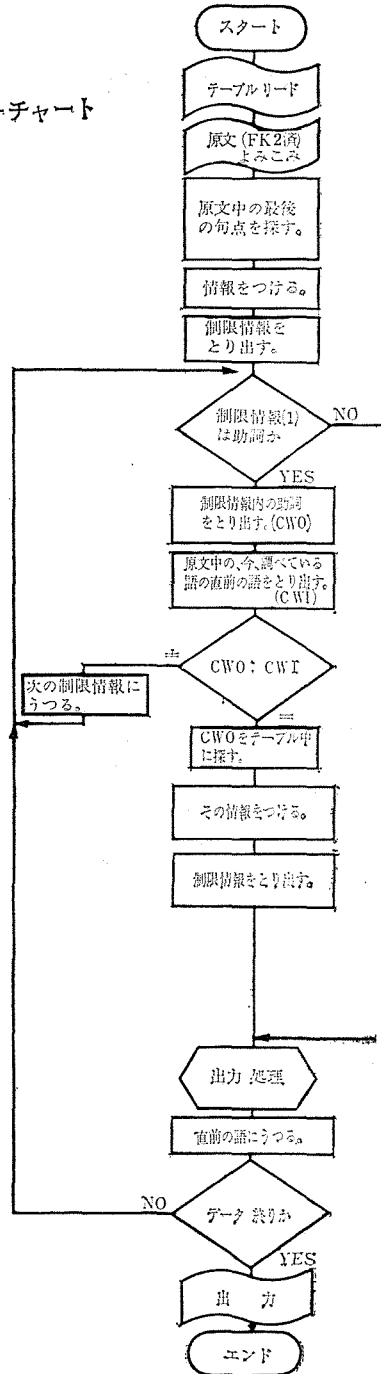 スタート
ーチャート
テーブルリード
原文(FK2済)
よみこみ
原文中の最後
の句点を探す。
情報をつける。
制限情報を
とり出す。
制限情報(1)
は助詞か
NO
YES
制限情報内の助詞
をとり出す。(CWO)
原文中の、今、調べている
語の直前の語をとり出す。
(CWI)
CWO : CWI
≠
次の制限情報に
うつる。
=
CWOをテーブル中
に探す。
その情報をつける。
制限情報をとり出す。
出力処理
直前の語にうつる。
NO
データ終りか
YES
出 力
エンド